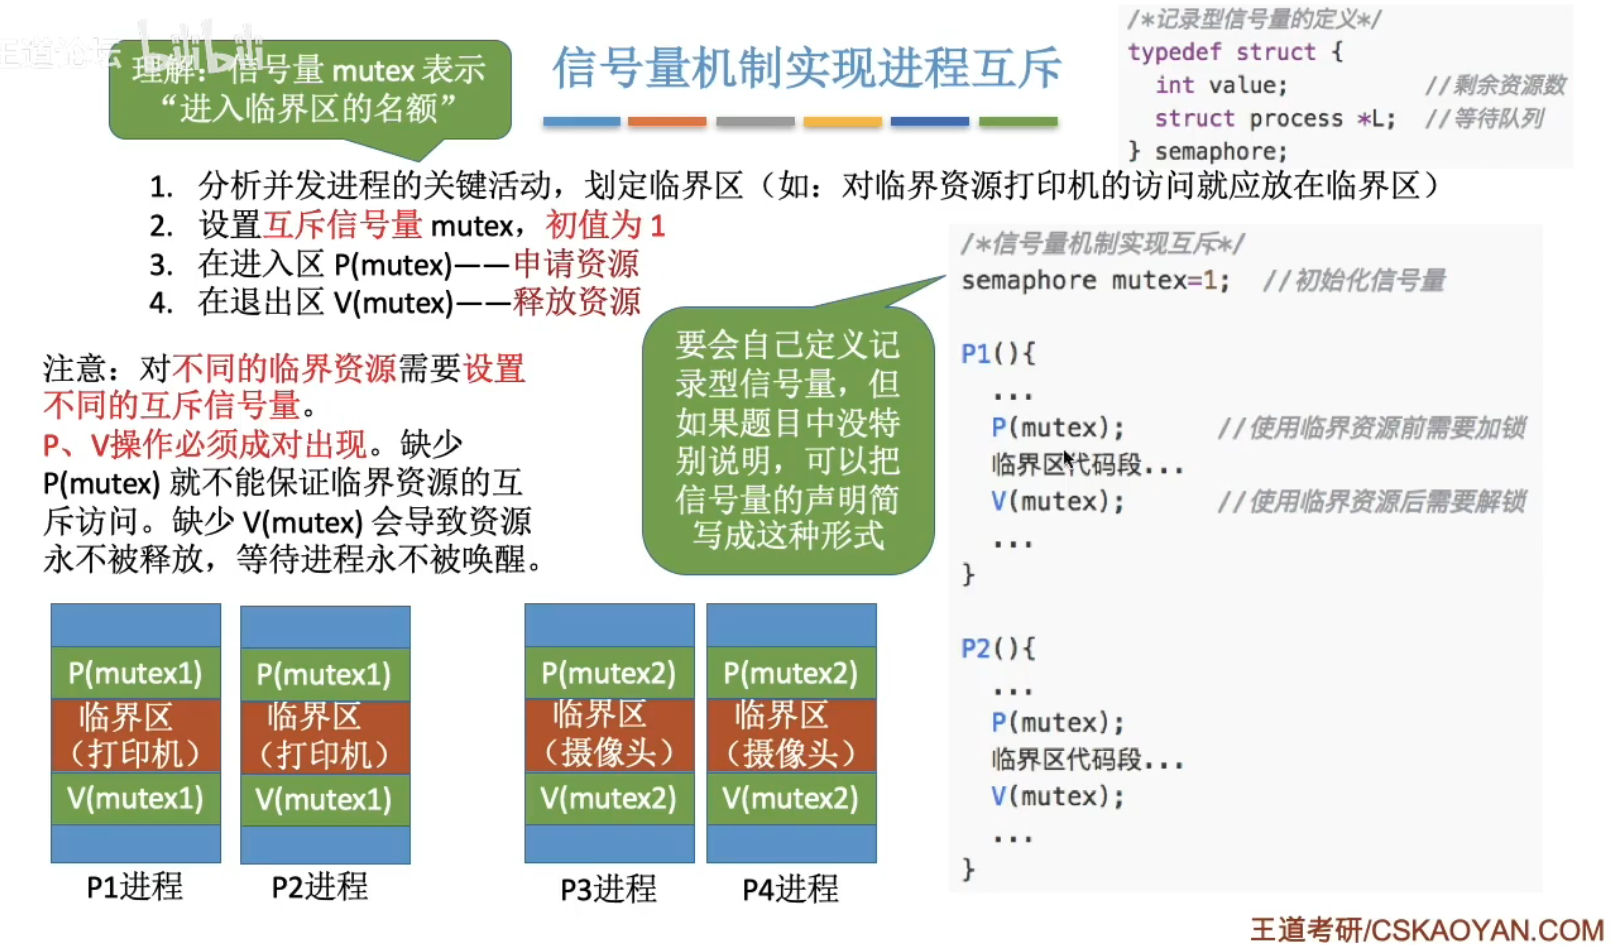 王道论坛 bilibili
理解：信号量 mutex 表示
“进入临界区的名额”
信号量机制实现进程互斥
/*记录型信号量的定义*/
typedef struct {
int value; //剩余资源数
struct process *L; //等待队列
} semaphore;
1. 分析并发进程的关键活动，划定临界区（如：对临界资源打印机的访问就应放在临界区）
2. 设置互斥信号量 mutex，初值为 1
3. 在进入区 P(mutex)——申请资源
4. 在退出区 V(mutex)——释放资源
注意：对不同的临界资源需要设置
不同的互斥信号量。
P、V操作必须成对出现。缺少
P(mutex) 就不能保证临界资源的互
斥访问。缺少 V(mutex) 会导致资源
永不被释放，等待进程永不被唤醒。
要会自己定义记
录型信号量，但
如果题目中没特
别说明，可以把
信号量的声明简
写成这种形式
/*信号量机制实现互斥*/
semaphore mutex=1; //初始化信号量
P1(){
...
P(mutex); //使用临界资源前需要加锁
临界区代码段...
V(mutex); //使用临界资源后需要解锁
...
}
P2(){
...
P(mutex);
临界区代码段...
V(mutex);
...
}
P(mutex1)
临界区
（打印机）
V(mutex1)
P1进程
P(mutex1)
临界区
（打印机）
V(mutex1)
P2进程
P(mutex2)
临界区
（摄像头）
V(mutex2)
P3进程
P(mutex2)
临界区
（摄像头）
V(mutex2)
P4进程
王道考研/CSKAOYAN.COM